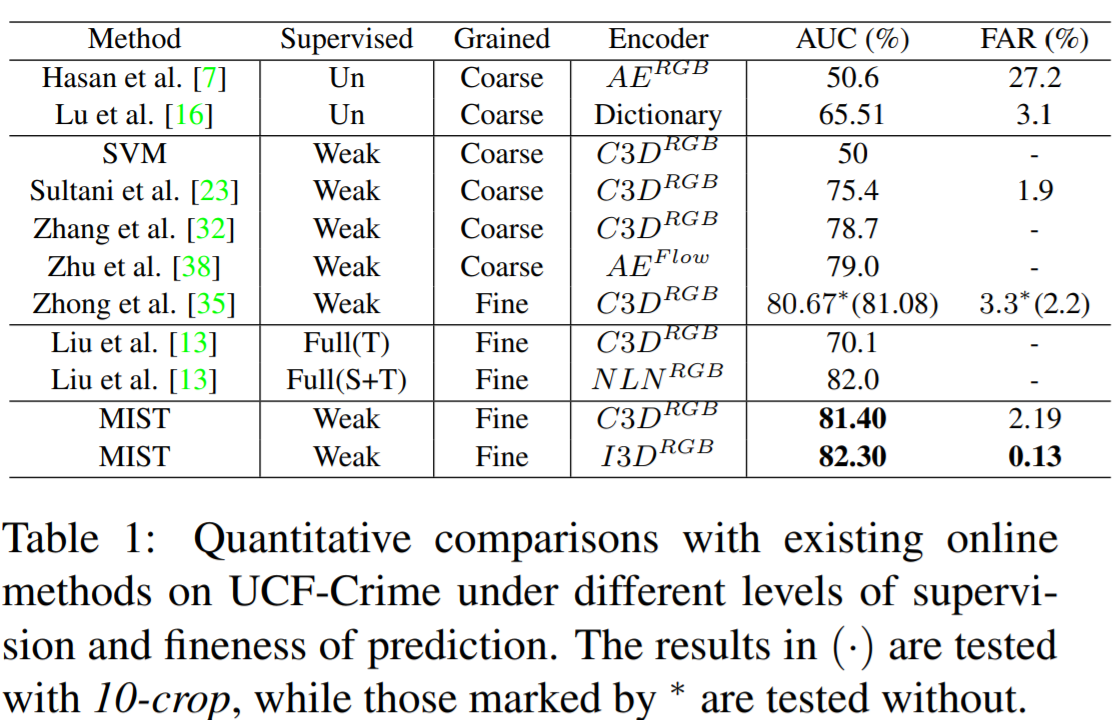 Method Supervised Grained Encoder AUC (%) FAR (%)
Hasan et al. [7] Un Coarse AE^RGB 50.6 27.2
Lu et al. [16] Un Coarse Dictionary 65.51 3.1
SVM Weak Coarse C3D^RGB 50 -
Sultani et al. [23] Weak Coarse C3D^RGB 75.4 1.9
Zhang et al. [32] Weak Coarse C3D^RGB 78.7 -
Zhu et al. [38] Weak Coarse AE^Flow 79.0 -
Zhong et al. [35] Weak Fine C3D^RGB 80.67*(81.08) 3.3*(2.2)
Liu et al. [13] Full(T) Fine C3D^RGB 70.1 -
Liu et al. [13] Full(S+T) Fine NLN^RGB 82.0 -
MIST Weak Fine C3D^RGB 81.40 2.19
MIST Weak Fine I3D^RGB 82.30 0.13
Table 1: Quantitative comparisons with existing online
methods on UCF-Crime under different levels of supervi-
sion and fineness of prediction. The results in (·) are tested
with 10-crop, while those marked by * are tested without.